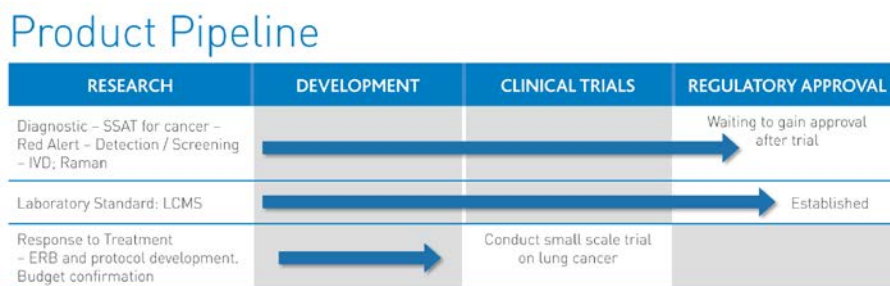 Product Pipeline
RESEARCH
DEVELOPMENT
CLINICAL TRIALS
REGULATORY APPROVAL
Diagnostic – SSAT for cancer –
Red Alert – Detection / Screening
– IVD; Raman
Waiting to gain approval
after trial
Laboratory Standard: LCMS
Established
Response to Treatment
– ERB and protocol development.
Budget confirmation
Conduct small scale trial
on lung cancer